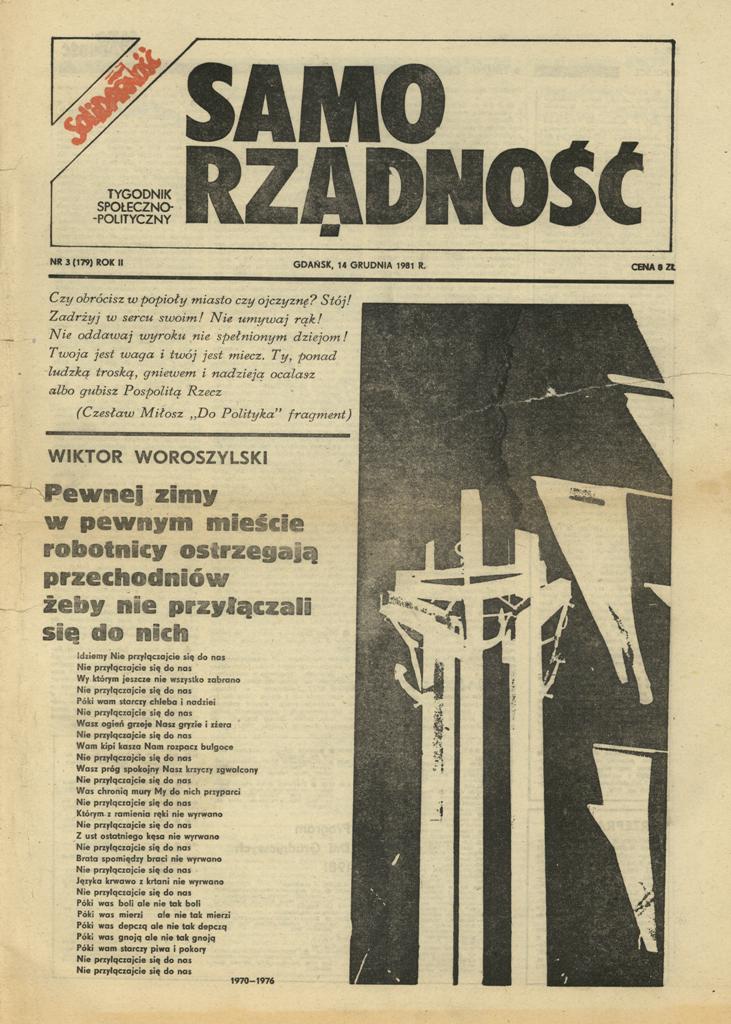 Solidarność
SAMO
RZĄDNOŚĆ
TYGODNIK
SPOŁECZNO-
-POLITYCZNY
NR 3 (179) ROK II
GDAŃSK, 14 GRUDNIA 1981 R.
CENA 8 ZŁ
Czy obrócisz w popioły miasto czy ojczyznę? Stój!
Zadrżyj w sercu swoim! Nie umywaj rąk!
Nie oddawaj wyroku nie spełnionym dziejom!
Twoja jest waga i twój jest miecz. Ty, ponad
ludzką troską, gniewem i nadzieją ocalasz
albo gubisz Pospolitą Rzecz
(Czesław Miłosz „Do Polityka" fragment)
WIKTOR WOROSZYLSKI
Pewnej zimy
w pewnym mieście
robotnicy ostrzegają
przechodniów
żeby nie przyłączali
się do nich
Idziemy Nie przyłączajcie się do nas
Nie przyłączajcie się do nas
Wy którym jeszcze nie wszystko zabrano
Nie przyłączajcie się do nas
Póki wam starczy chleba i nadziei
Nie przyłączajcie się do nas
Wasz ogień grzeje Nasz gryzie i zżera
Nie przyłączajcie się do nas
Wam kipi kasza Nam rozpacz bulgoce
Nie przyłączajcie się do nas
Wasz próg spokojny Nasz krzyczy zgwałcony
Nie przyłączajcie się do nas
Was chronią mury My do nich przyparci
Nie przyłączajcie się do nas
Którym z ramienia ręki nie wyrwano
Nie przyłączajcie się do nas
Z ust ostatniego kęsa nie wyrwano
Nie przyłączajcie się do nas
Brata spomiędzy braci nie wyrwano
Nie przyłączajcie się do nas
Języka krwawo z krtani nie wyrwano
Nie przyłączajcie się do nas
Póki was boli ale nie tak boli
Póki was mierzi ale nie tak mierzi
Póki was depczą ale nie tak depczą
Póki was gnoją ale nie tak gnoją
Póki wam starczy piwa i pokory
Nie przyłączajcie się do nas
Nie przyłączajcie się do nas
1970—1976